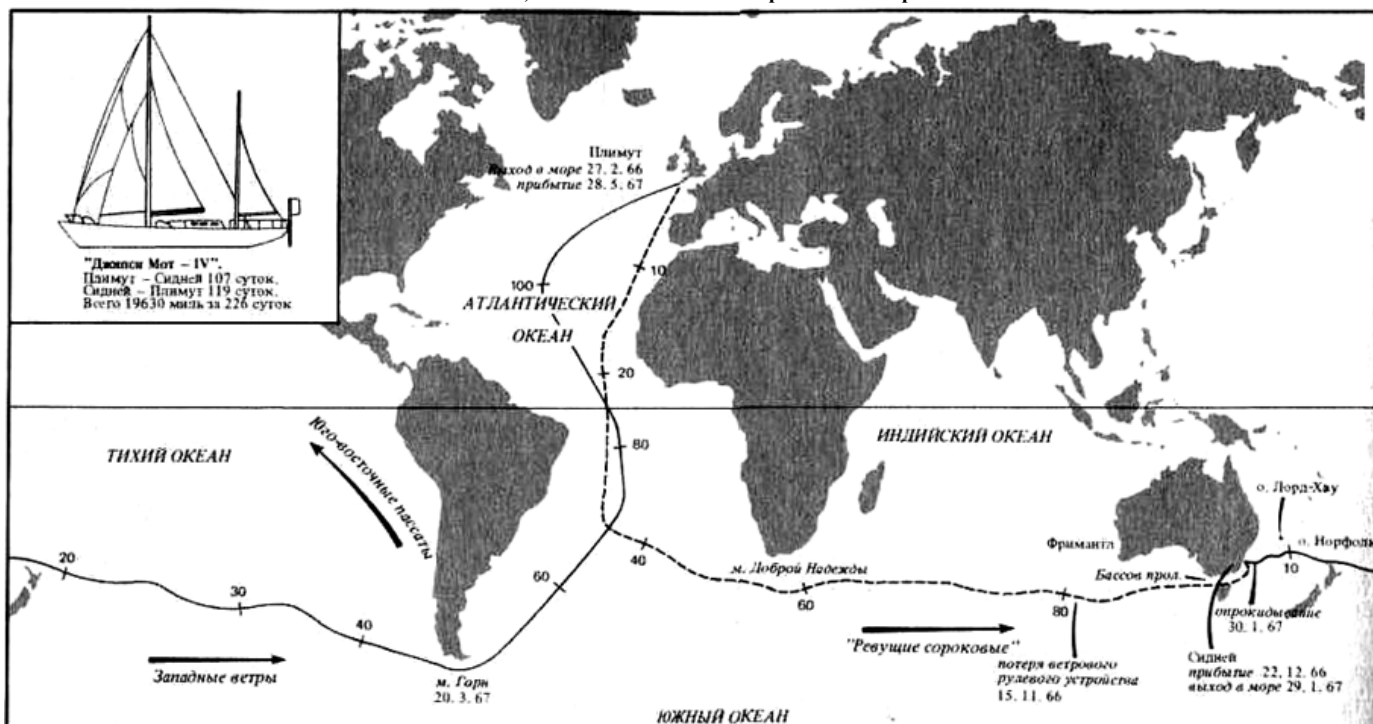 "Джипси Мот – IV".
Плимут – Сидней 107 суток,
Сидней – Плимут 119 суток.
Всего 19630 миль за 226 суток
Плимут
выход в море 27. 2. 66
прибытие 28. 5. 67
10
100
АТЛАНТИЧЕСКИЙ
ОКЕАН
20
80
ТИХИЙ ОКЕАН
Юго-восточные пассаты
ИНДИЙСКИЙ ОКЕАН
о. Лорд-Хау
Фримантл
о. Норфолк
10
20
30
40
60
40
м. Доброй Надежды
60
80
Бассов прол.
опрокидывание
30. 1. 67
Западные ветры
м. Горн
20. 3. 67
"Ревущие сороковые"
потеря ветрового
рулевого устройства
15. 11. 66
Сидней
прибытие 22. 12. 66
выход в море 29. 1. 67
ЮЖНЫЙ ОКЕАН